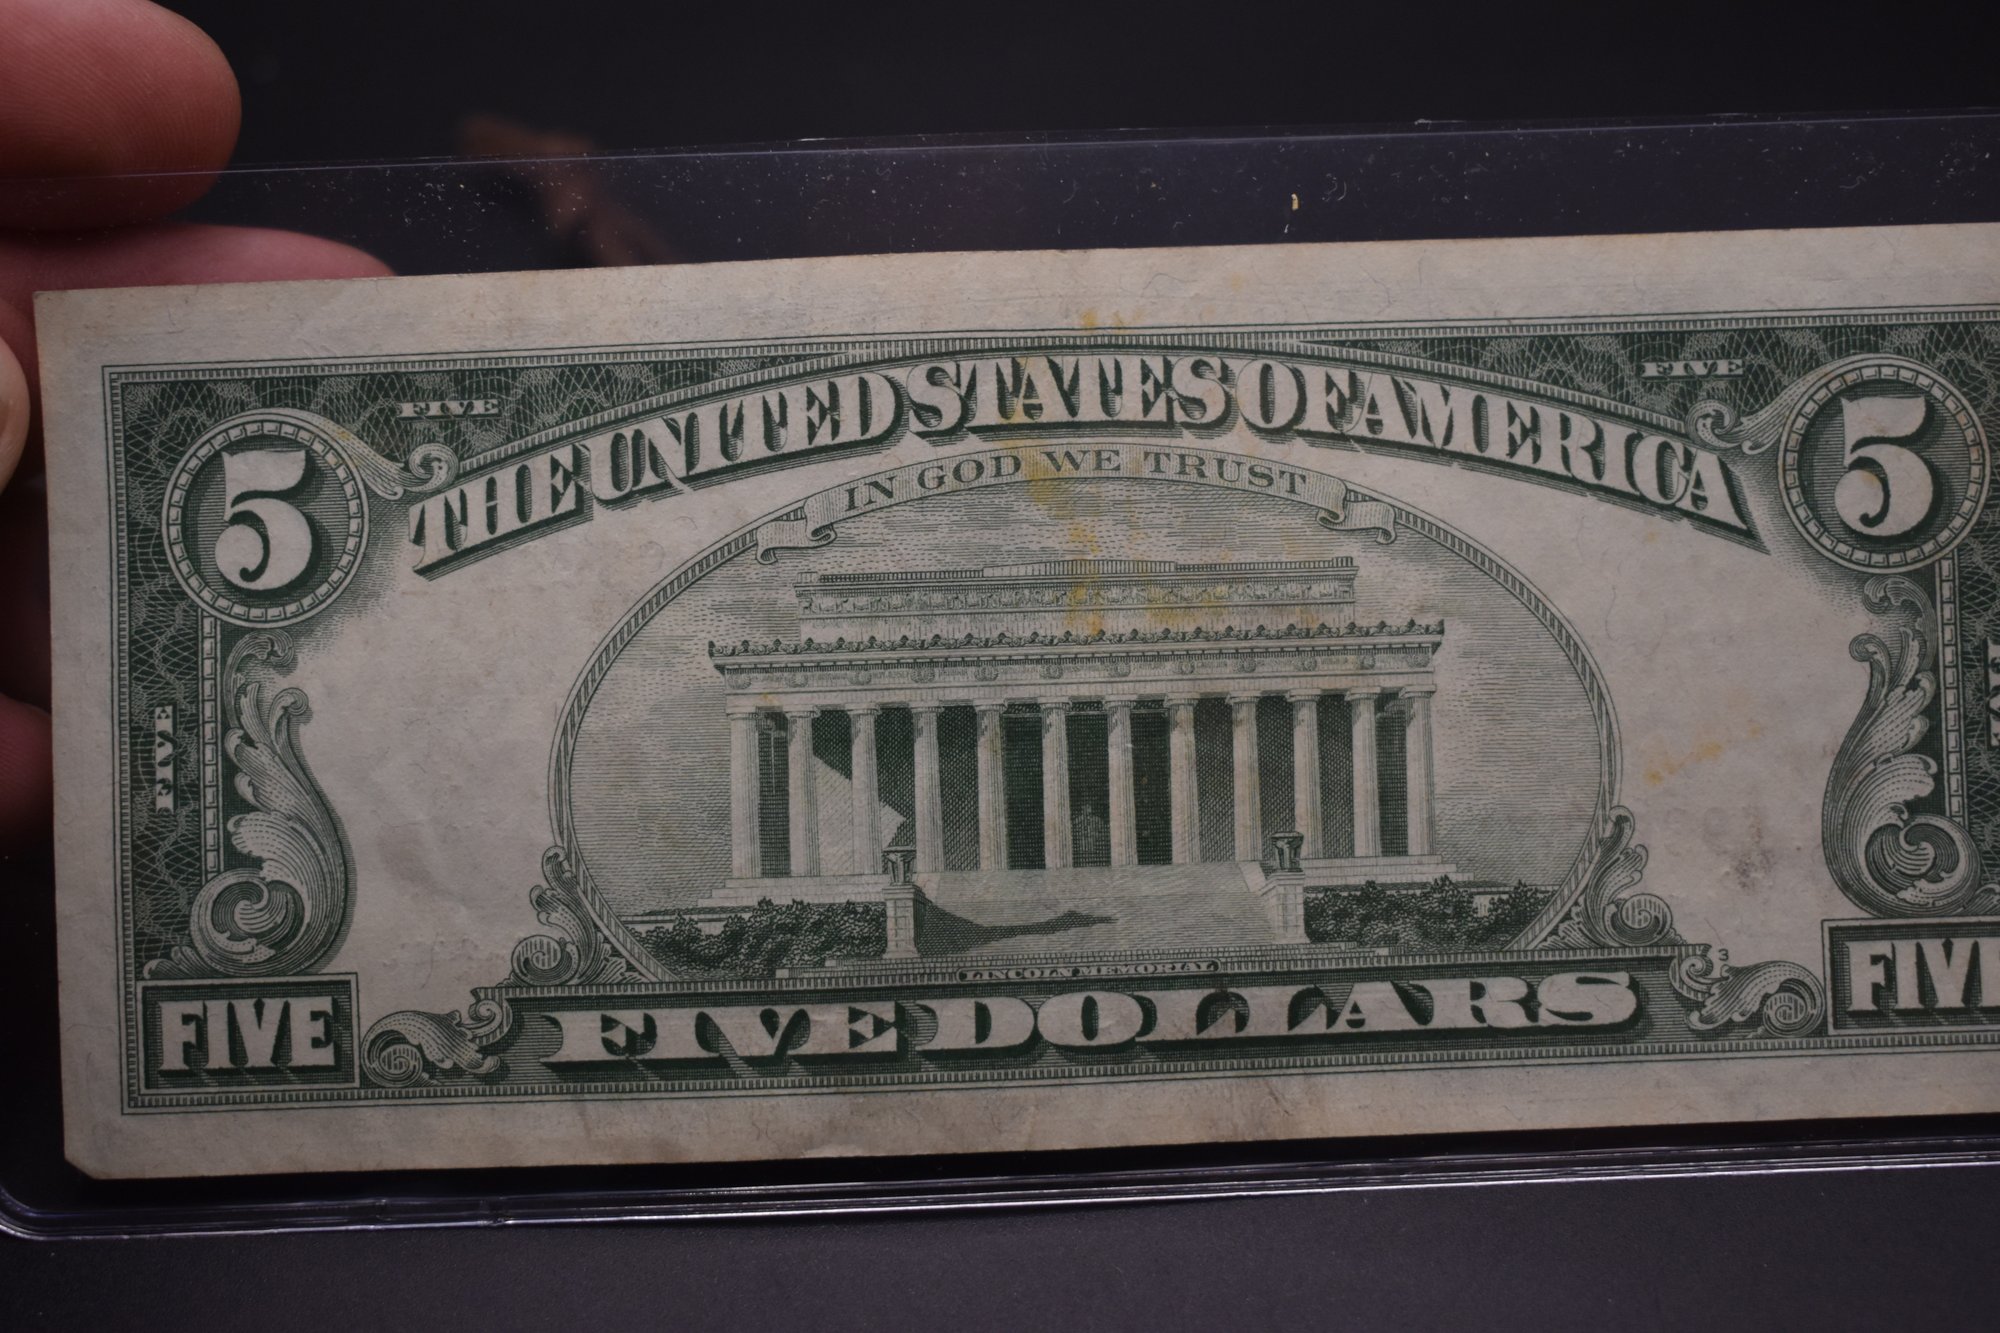 FIVE
FIVE
5
THE UNITED STATES OF AMERICA
5
IN GOD WE TRUST
FIVE
LINCOLN MEMORIAL
3
FIVE
FIVE DOLLARS
FIVE